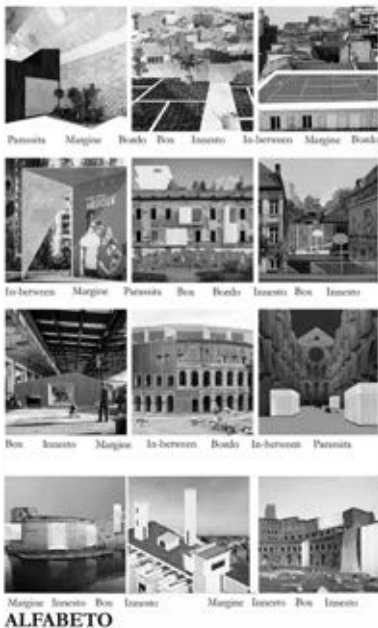 Parassita Margine Bordo Box Innesto In-between Margine Bordo
In-between Margine Parassita Box Bordo Innesto Box Innesto
Box Innesto Margine In-between Bordo In-between Parassita
Margine Innesto Box Innesto Margine Innesto Box Innesto
ALFABETO